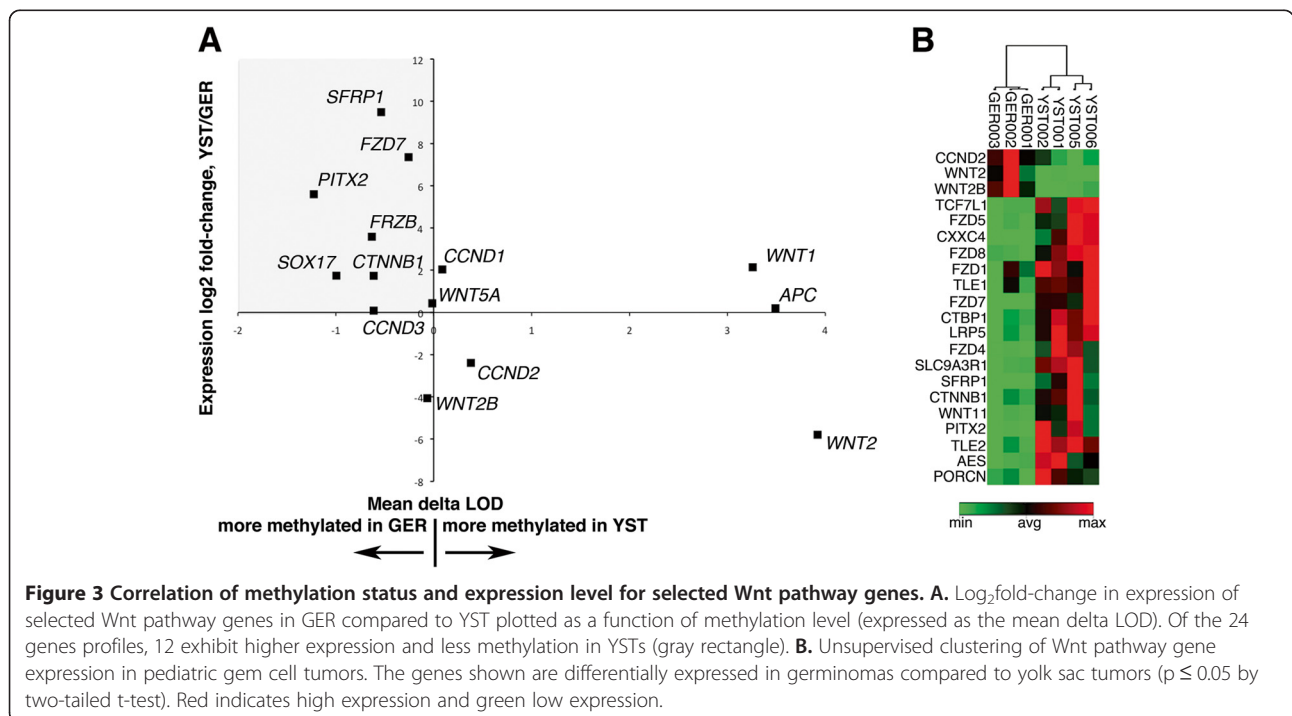 A
B
Expression log2 fold-change, YST/GER
12
10
8
6
4
2
0
-2
-4
-6
-8
-2
-1
0
1
2
3
4
SFRP1
FZD7
PITX2
FRZB
SOX17
CTNNB1
CCND1
WNT1
WNT5A
APC
CCND3
CCND2
WNT2B
WNT2
Mean delta LOD
more methylated in GER
more methylated in YST
GER003
GER002
GER001
YST002
YST001
YST005
YST006
CCND2
WNT2
WNT2B
TCF7L1
FZD5
CXXC4
FZD8
FZD1
TLE1
FZD7
CTBP1
LRP5
FZD4
SLC9A3R1
SFRP1
CTNNB1
WNT11
PITX2
TLE2
AES
PORCN
min avg max
Figure 3 Correlation of methylation status and expression level for selected Wnt pathway genes. A. Log2fold-change in expression of
selected Wnt pathway genes in GER compared to YST plotted as a function of methylation level (expressed as the mean delta LOD). Of the 24
genes profiles, 12 exhibit higher expression and less methylation in YSTs (gray rectangle). B. Unsupervised clustering of Wnt pathway gene
expression in pediatric gem cell tumors. The genes shown are differentially expressed in germinomas compared to yolk sac tumors (p ≤ 0.05 by
two-tailed t-test). Red indicates high expression and green low expression.